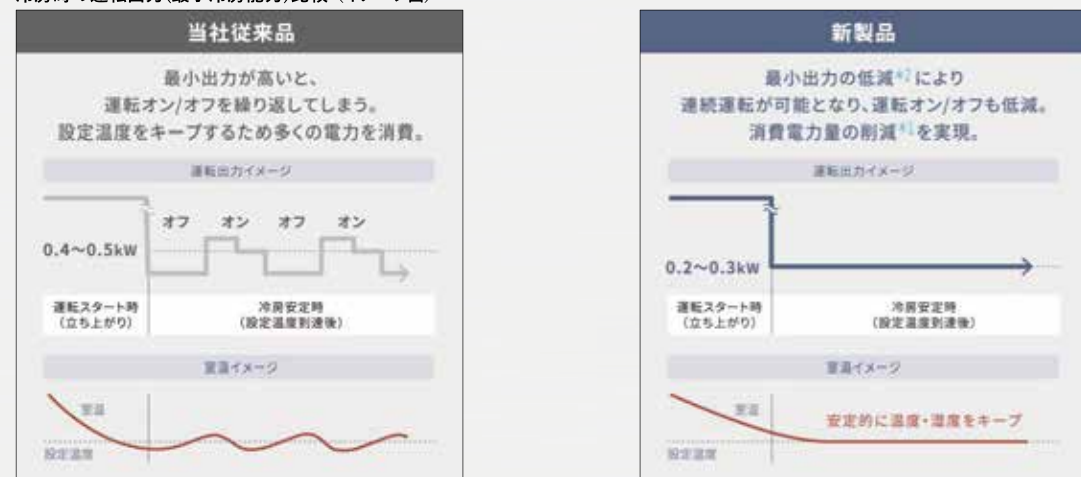 当社従来品
最小出力が高いと、
運転オン/オフを繰り返してしまう。
設定温度をキープするため多くの電力を消費。
運転出力イメージ
オフ オン オフ オン
0.4〜0.5kW
運転スタート時
(立ち上がり)
冷房安定時
(設定温度到達後)
室温イメージ
室温
設定温度
新製品
最小出力の低減*2により
連続運転が可能となり、運転オン/オフも低減。
消費電力量の削減*1を実現。
運転出力イメージ
0.2〜0.3kW
運転スタート時
(立ち上がり)
冷房安定時
(設定温度到達後)
室温イメージ
室温
安定的に温度・湿度をキープ
設定温度